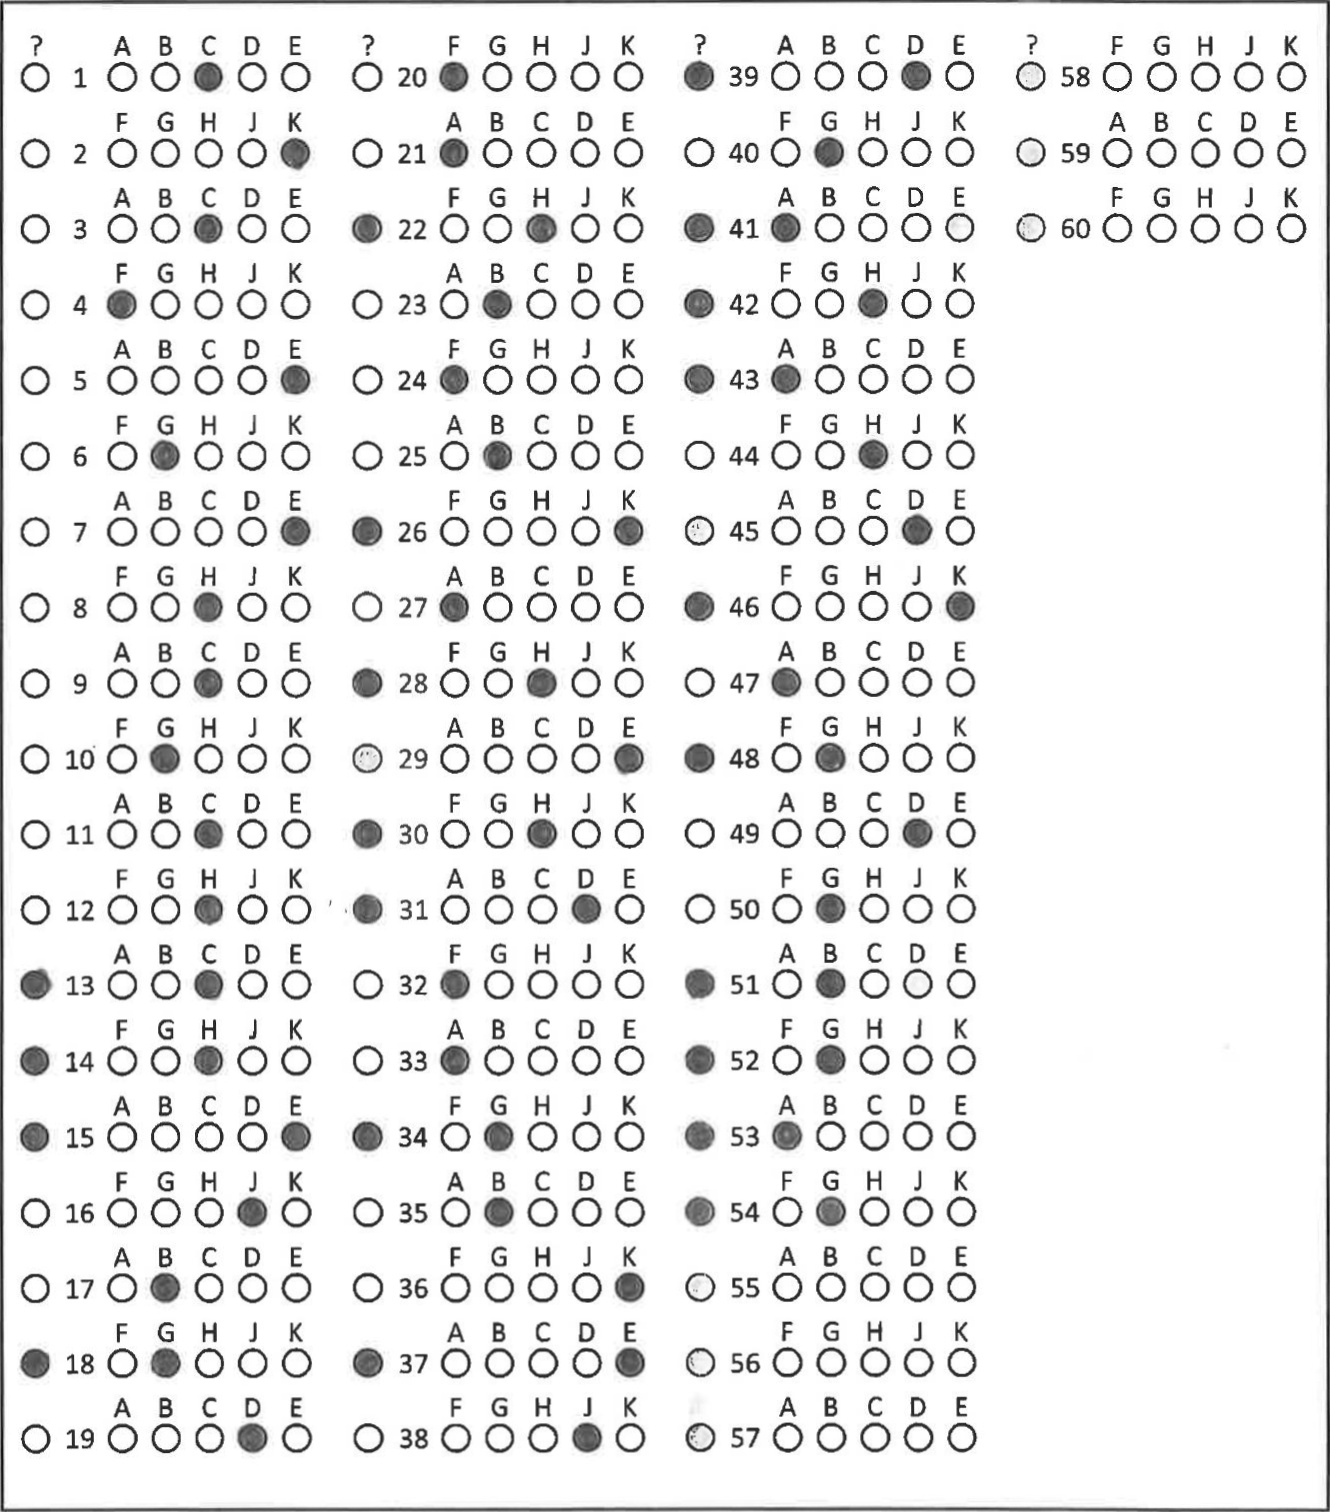 ? A B C D E ? F G H J K ? A B C D E ? F G H J K
1 20 39 58
F G H J K A B C D E F G H J K A B C D E
2 21 40 59
A B C D E F G H J K A B C D E F G H J K
3 22 41 60
F G H J K A B C D E F G H J K
4 23 42
A B C D E F G H J K A B C D E
5 24 43
F G H J K A B C D E F G H J K
6 25 44
A B C D E F G H J K A B C D E
7 26 45
F G H J K A B C D E F G H J K
8 27 46
A B C D E F G H J K A B C D E
9 28 47
F G H J K A B C D E F G H J K
10 29 48
A B C D E F G H J K A B C D E
11 30 49
F G H J K A B C D E F G H J K
12 31 50
A B C D E F G H J K A B C D E
13 32 51
F G H J K A B C D E F G H J K
14 33 52
A B C D E F G H J K A B C D E
15 34 53
F G H J K A B C D E F G H J K
16 35 54
A B C D E F G H J K A B C D E
17 36 55
F G H J K A B C D E F G H J K
18 37 56
A B C D E F G H J K A B C D E
19 38 57